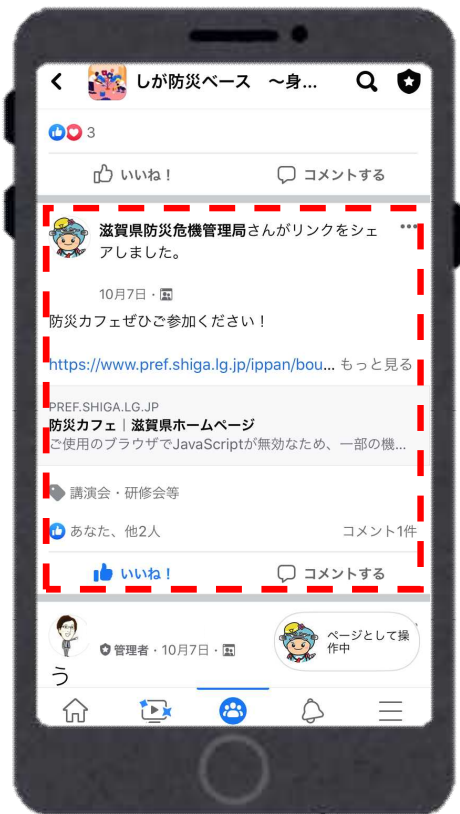 しが防災ベース　～身...
3
いいね！ コメントする
滋賀県防災危機管理局さんがリンクをシェ
アしました。
10月7日・
防災カフェぜひご参加ください！
https://www.pref.shiga.lg.jp/ippan/bou... もっと見る
PREF.SHIGA.LG.JP
防災カフェ｜滋賀県ホームページ
ご使用のブラウザでJavaScriptが無効なため、一部の機...
講演会・研修会等
あなた、他2人 コメント1件
いいね！ コメントする
管理者・10月7日・
ページとして操
作中
う